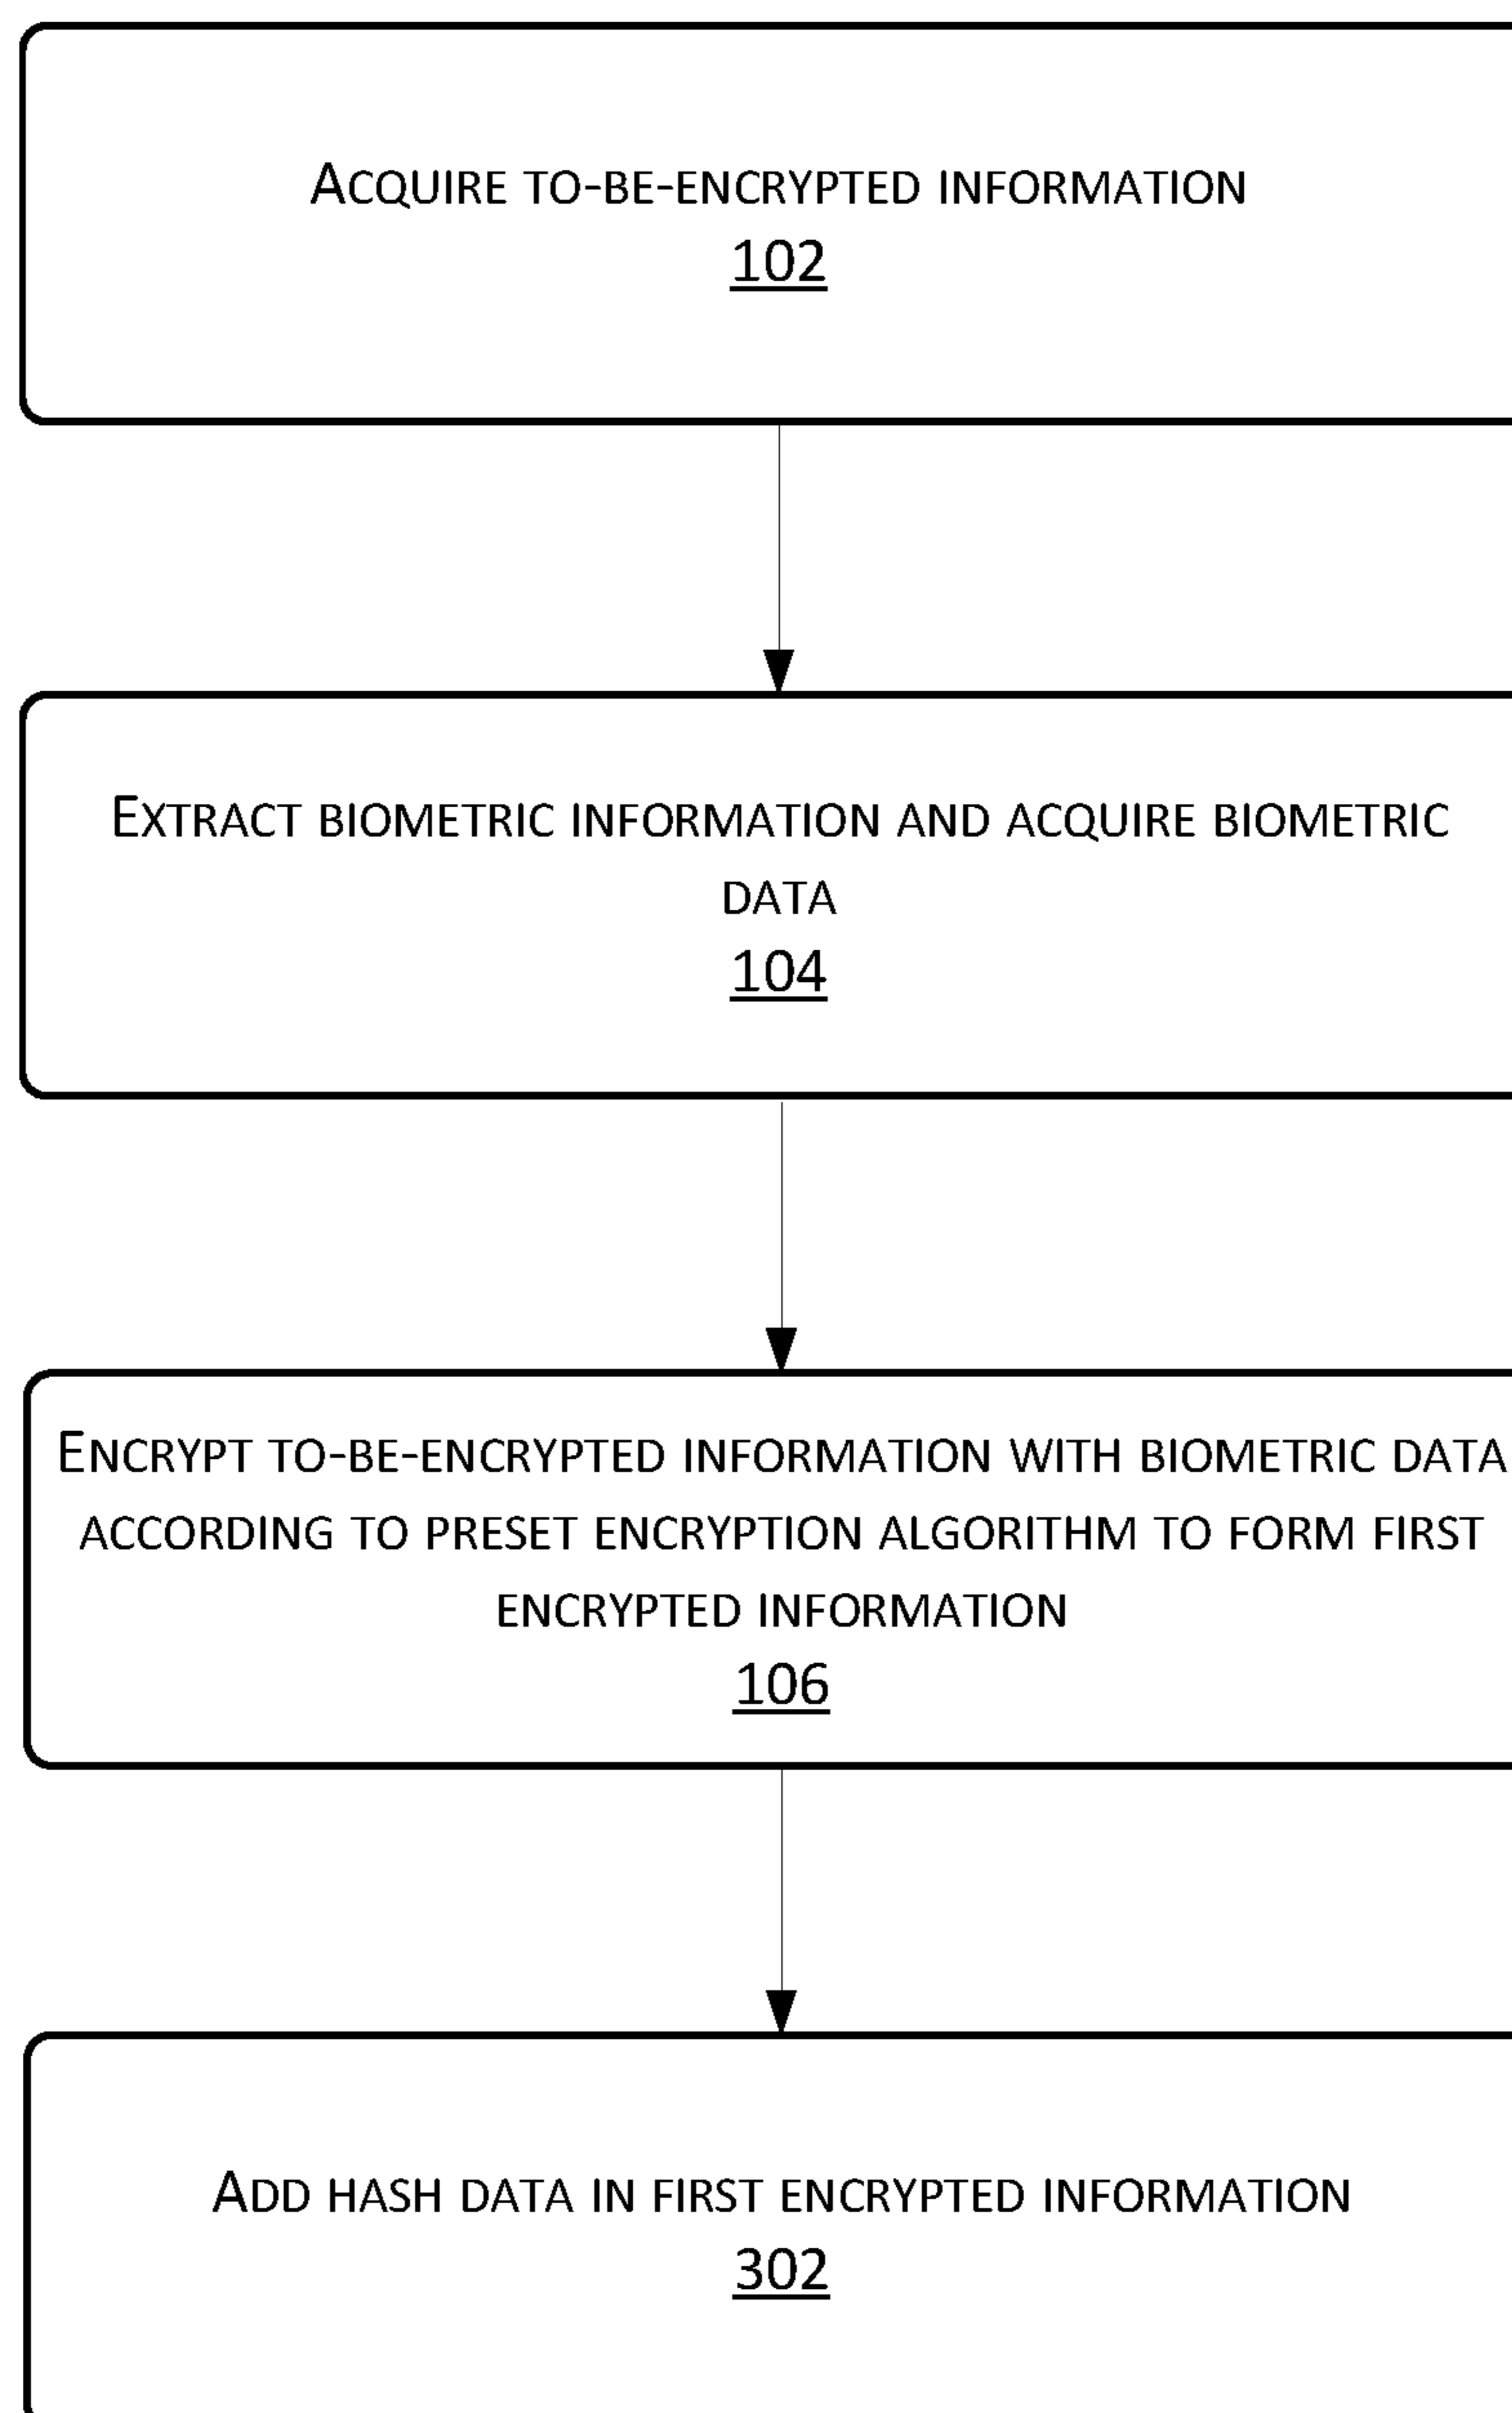 Acquire to-be-encrypted information
102
Extract biometric information and acquire biometric
data
104
Encrypt to-be-encrypted information with biometric data
according to preset encryption algorithm to form first
encrypted information
106
Add hash data in first encrypted information
302